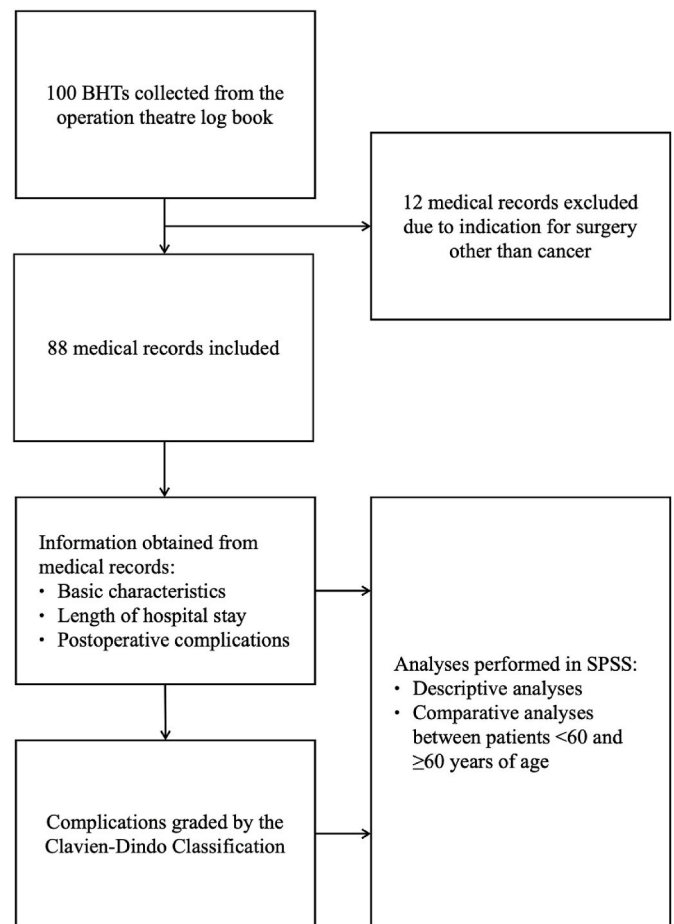 100 BHTs collected from the
operation theatre log book
12 medical records excluded
due to indication for surgery
other than cancer
88 medical records included
Information obtained from
medical records:
• Basic characteristics
• Length of hospital stay
• Postoperative complications
Analyses performed in SPSS:
• Descriptive analyses
• Comparative analyses
between patients <60 and
≥60 years of age
Complications graded by the
Clavien-Dindo Classification